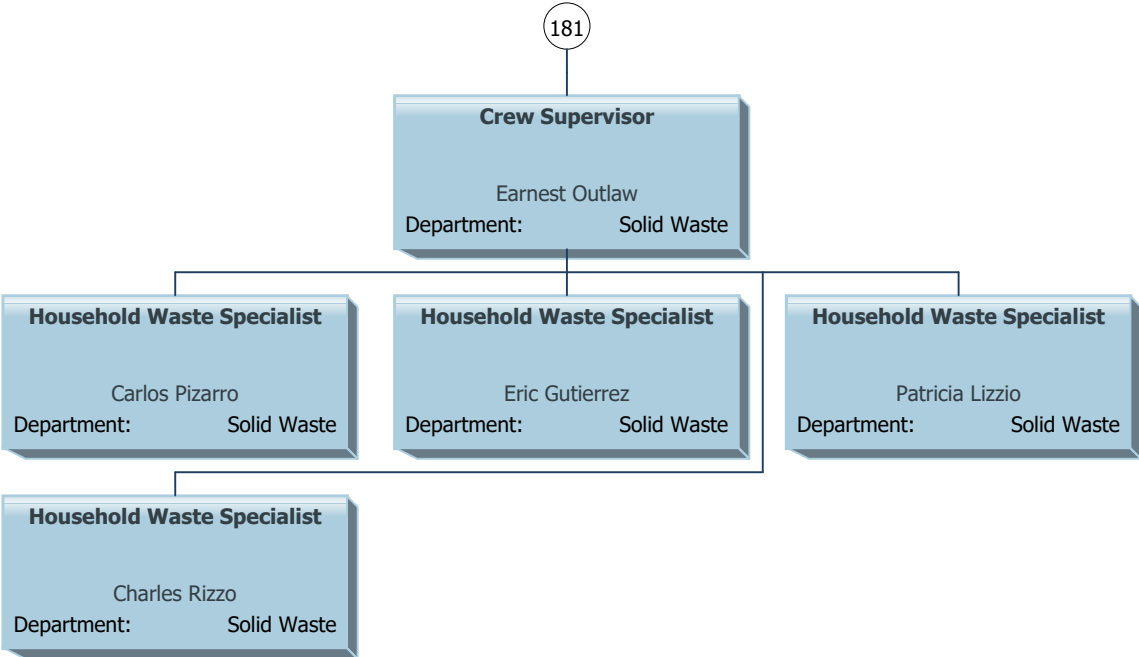 181
Crew Supervisor
Earnest Outlaw
Department: Solid Waste
Household Waste Specialist
Carlos Pizarro
Department: Solid Waste
Household Waste Specialist
Eric Gutierrez
Department: Solid Waste
Household Waste Specialist
Patricia Lizzio
Department: Solid Waste
Household Waste Specialist
Charles Rizzo
Department: Solid Waste